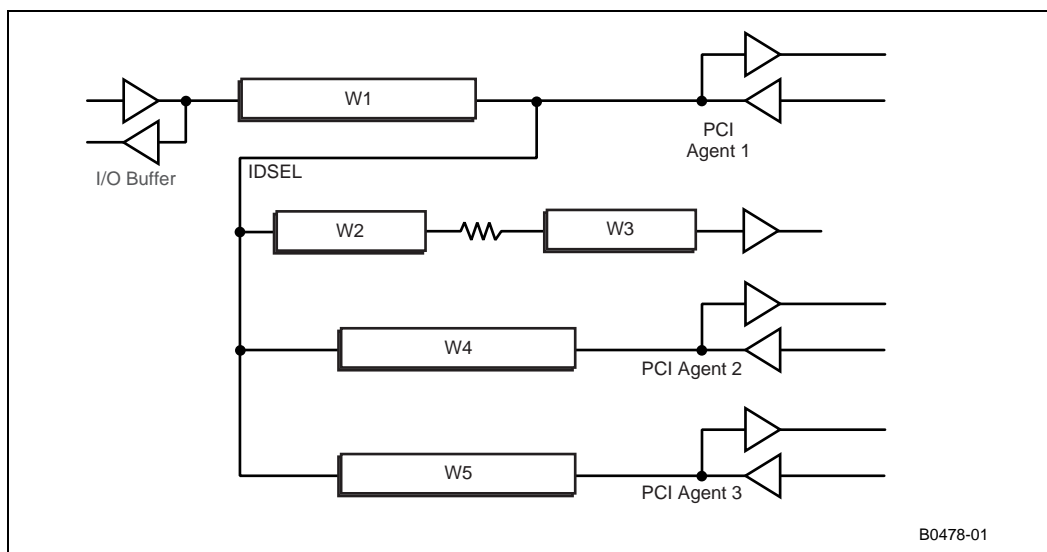 W1
PCI
Agent 1
I/O Buffer
IDSEL
W2
W3
W4
PCI Agent 2
W5
PCI Agent 3
B0478-01